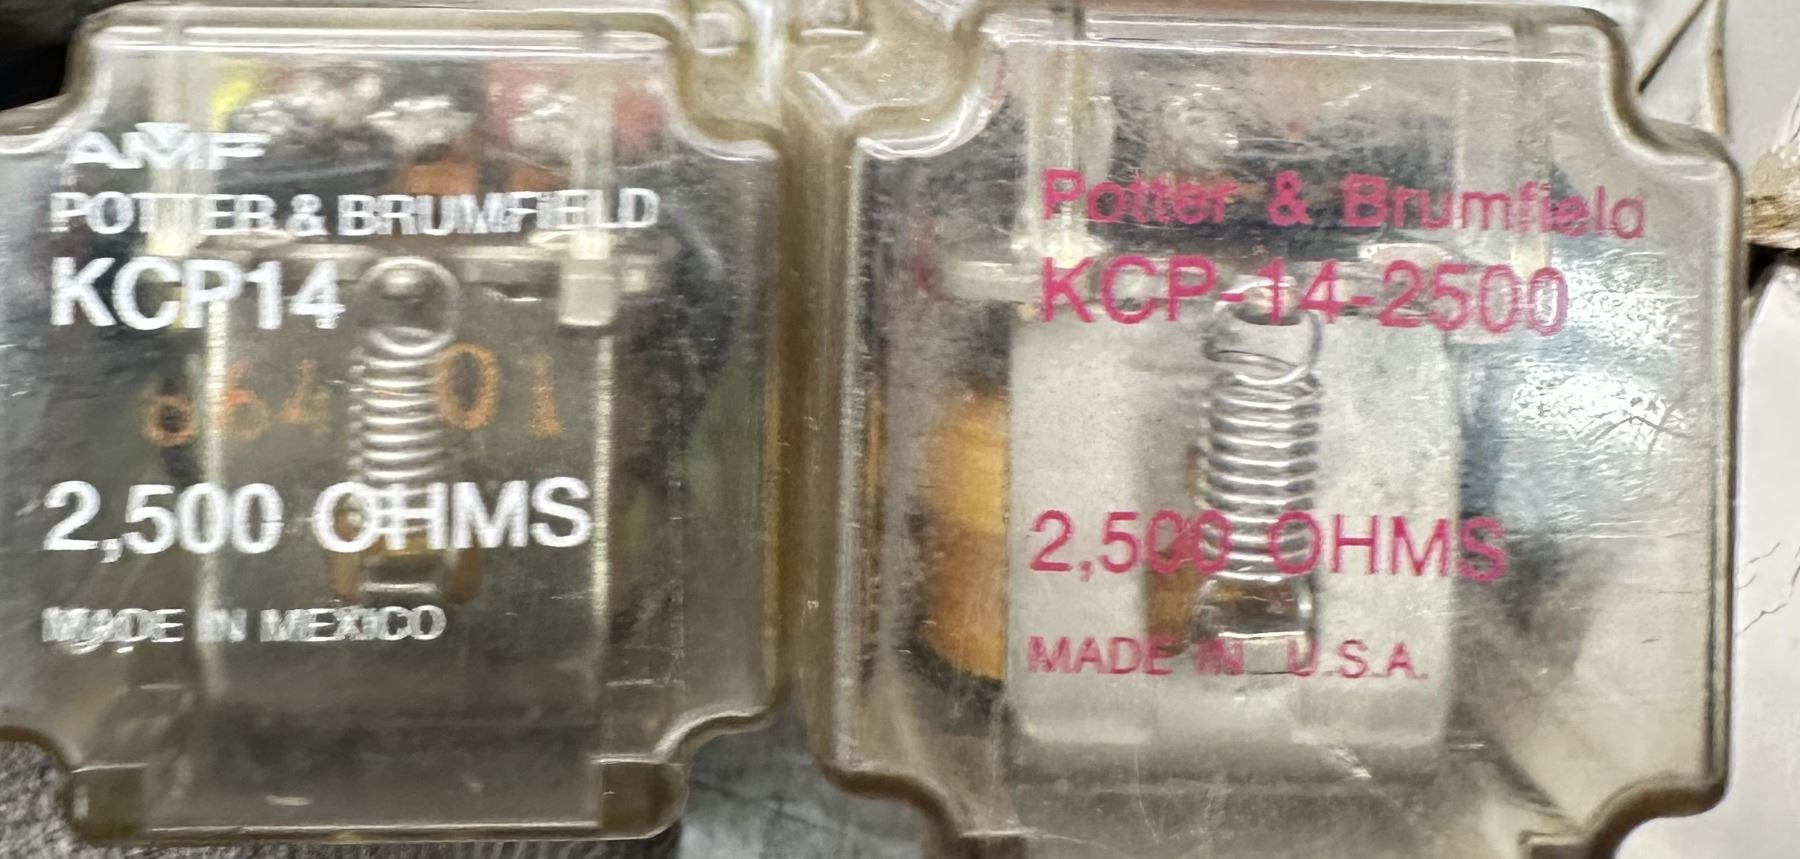 AMF
POTTER & BRUMFIELD
KCP14
2,500 OHMS
MADE IN MEXICO
Potter & Brumfield
KCP-14-2500
2,500 OHMS
MADE IN U.S.A.